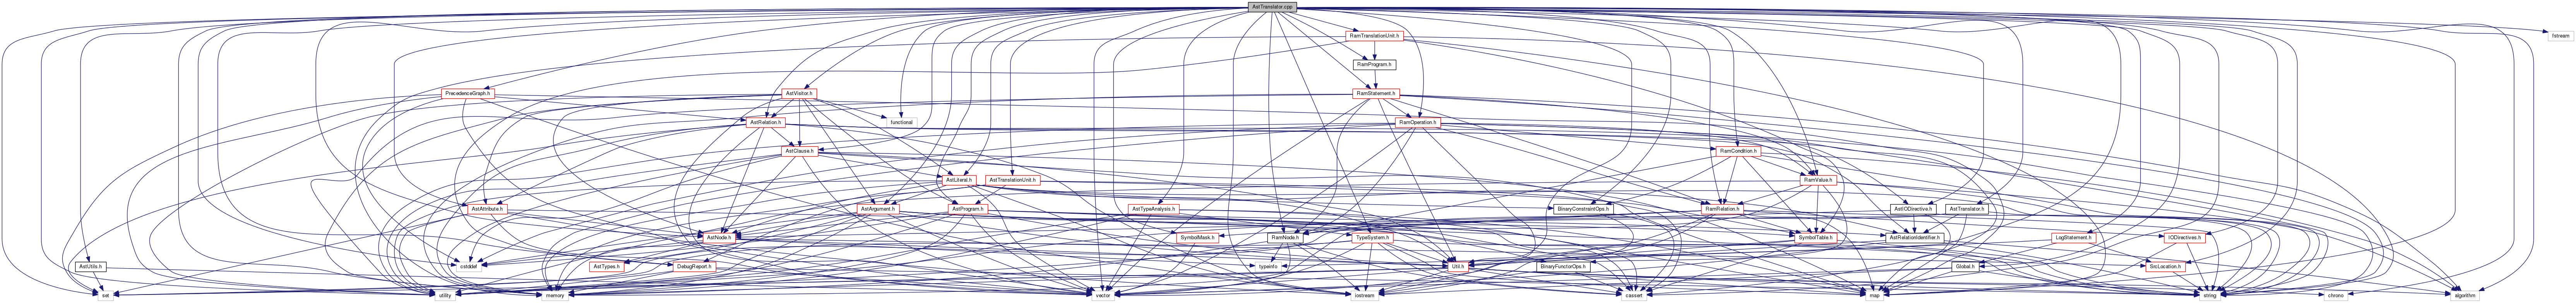 AstTranslator.cpp
RamTranslationUnit.h
fstream
RamProgram.h
PrecedenceGraph.h
AstVisitor.h
RamStatement.h
AstRelation.h
functional
RamOperation.h
AstClause.h
RamCondition.h
AstLiteral.h
AstTranslationUnit.h
RamValue.h
AstAttribute.h
AstArgument.h
AstProgram.h
AstTypeAnalysis.h
BinaryConstraintOps.h
RamRelation.h
AstIODirective.h
AstTranslator.h
AstNode.h
SymbolMask.h
RamNode.h
TypeSystem.h
SymbolTable.h
AstRelationIdentifier.h
LogStatement.h
IODirectives.h
AstUtils.h
cstddef
AstTypes.h
DebugReport.h
typeinfo
Util.h
BinaryFunctorOps.h
Global.h
SrcLocation.h
set
utility
memory
vector
iostream
cassert
map
string
chrono
algorithm